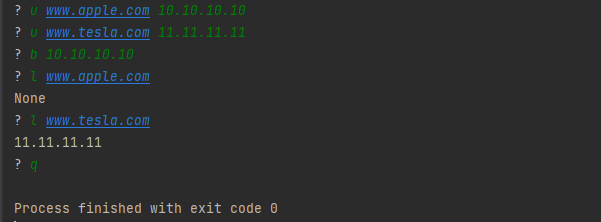 ? u www.apple.com 10.10.10.10
? u www.tesla.com 11.11.11.11
? b 10.10.10.10
? l www.apple.com
None
? l www.tesla.com
11.11.11.11
? q
Process finished with exit code 0